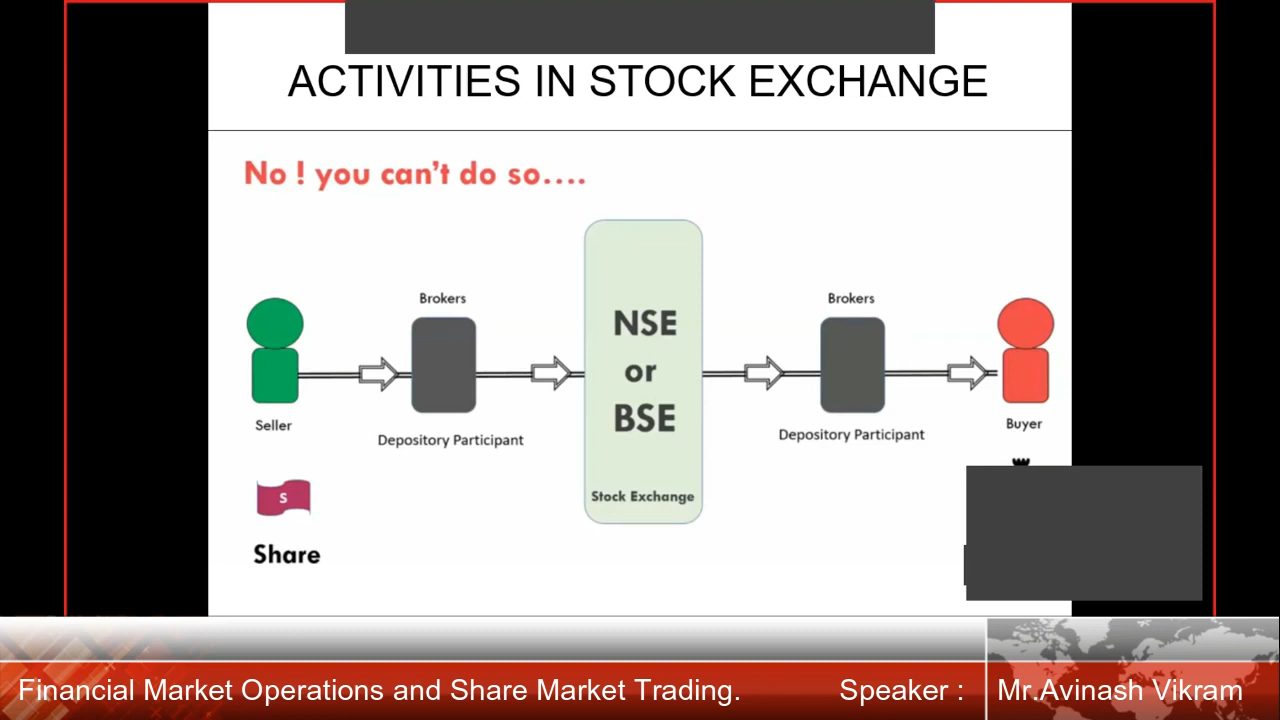 ACTIVITIES IN STOCK EXCHANGE
No ! you can't do so....
Brokers
Brokers
NSE
or
BSE
Seller
Depository Participant
Depository Participant
Buyer
S
Stock Exchange
Share
Financial Market Operations and Share Market Trading.
Speaker :
Mr.Avinash Vikram